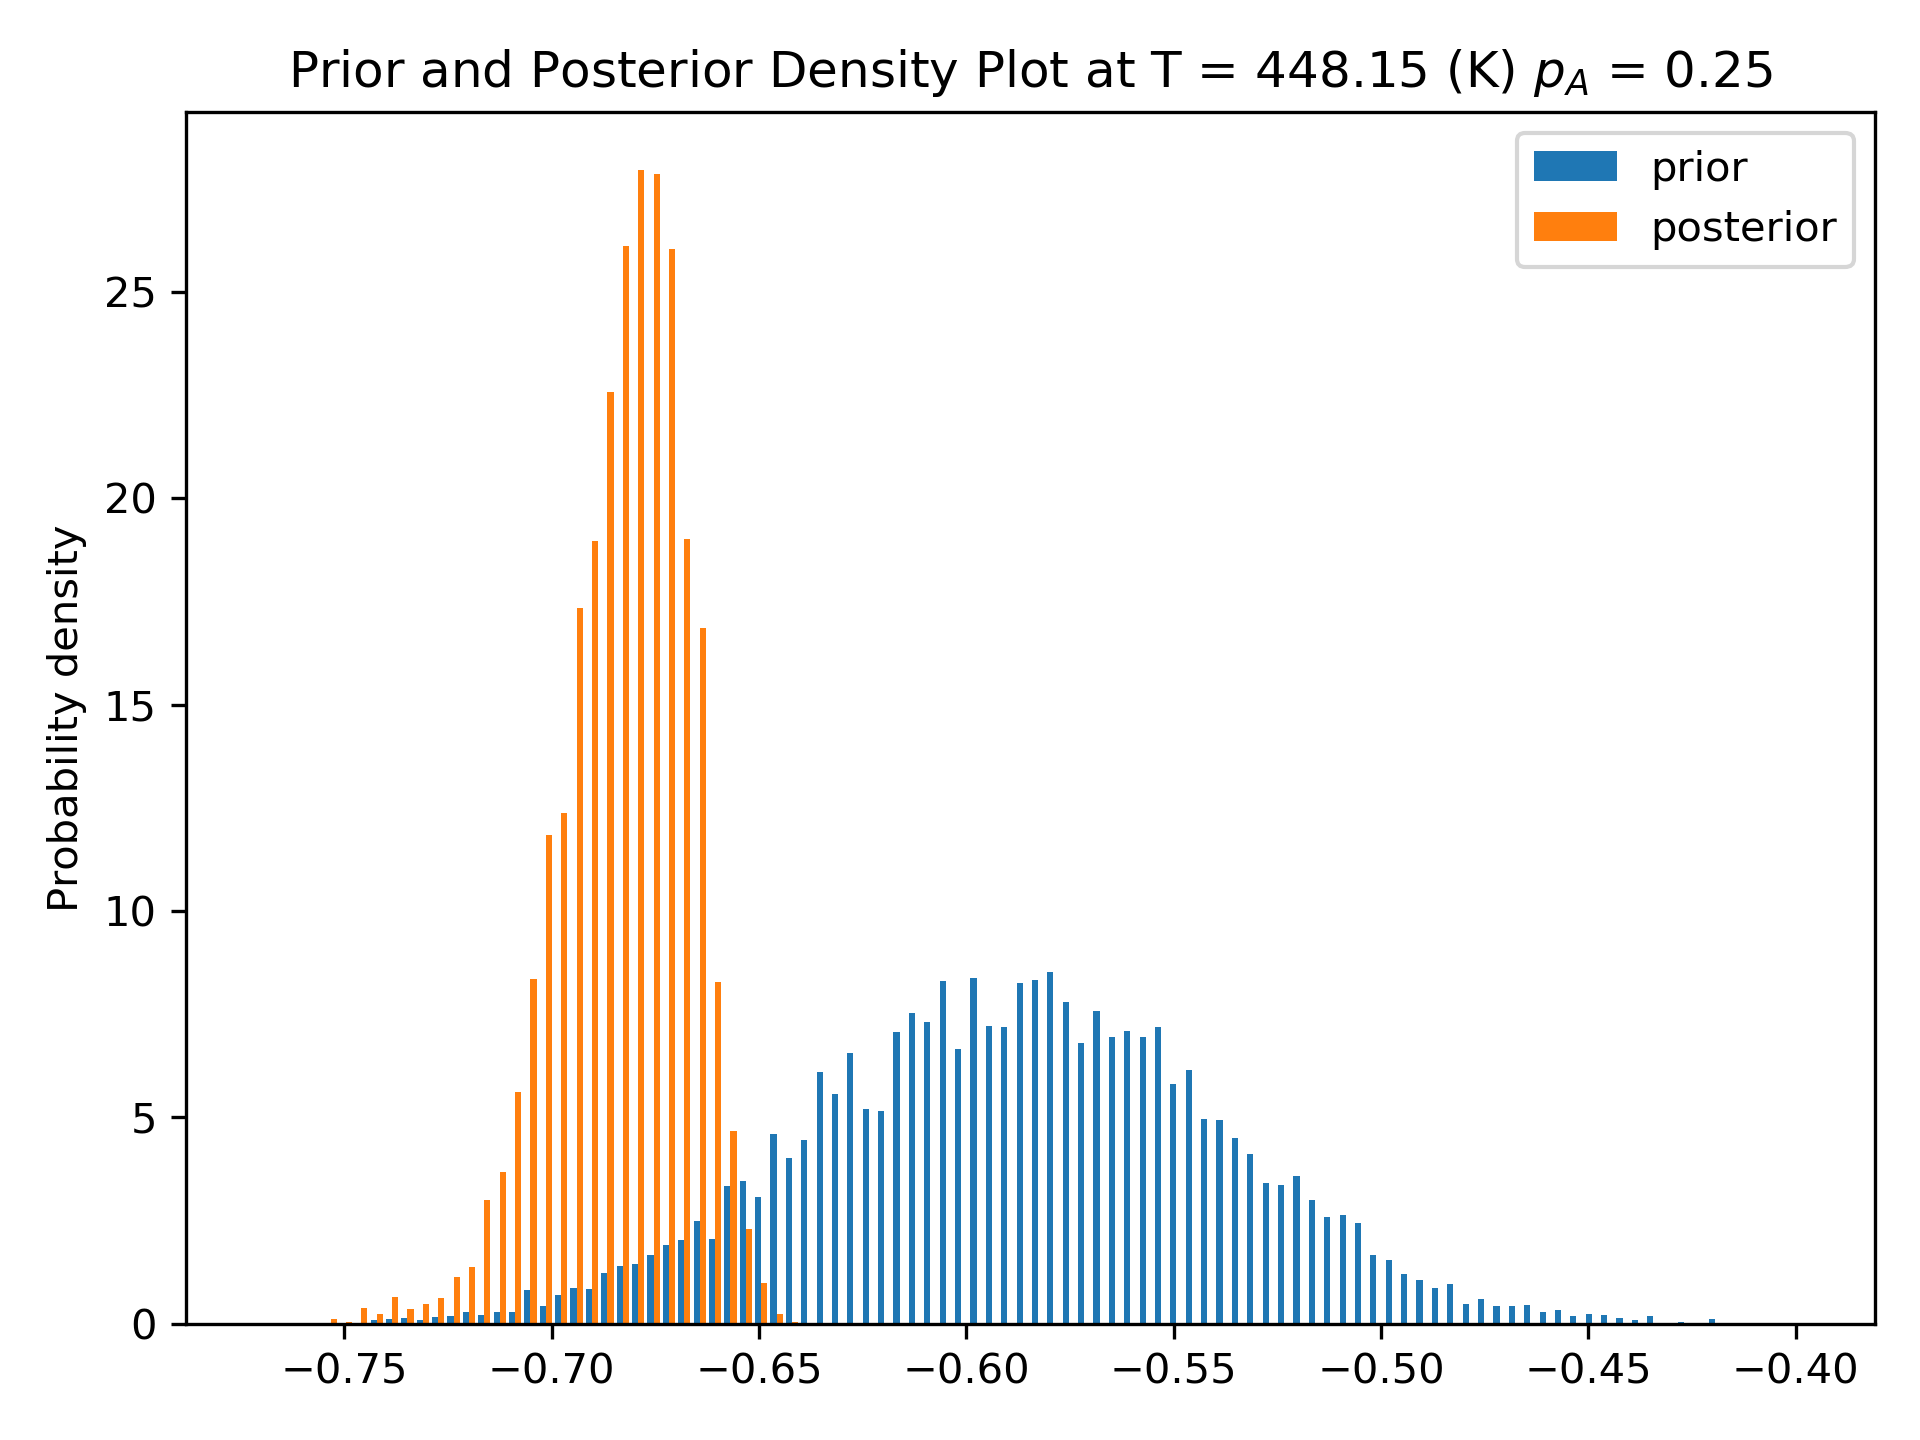 Prior and Posterior Density Plot at T = 448.15 (K) p_A = 0.25
prior
posterior
Probability density
25
20
15
10
5
0
−0.75 −0.70 −0.65 −0.60 −0.55 −0.50 −0.45 −0.40